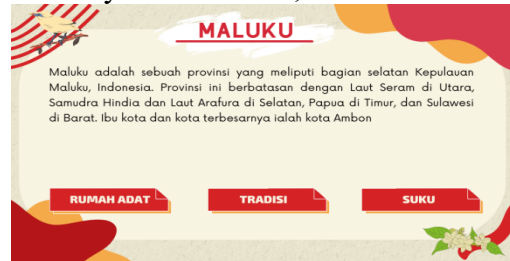 MALUKU
Maluku adalah sebuah provinsi yang meliputi bagian selatan Kepulauan
Maluku, Indonesia. Provinsi ini berbatasan dengan Laut Seram di Utara,
Samudra Hindia dan Laut Arafura di Selatan, Papua di Timur, dan Sulawesi
di Barat. Ibu kota dan kota terbesarnya ialah kota Ambon
RUMAH ADAT
TRADISI
SUKU